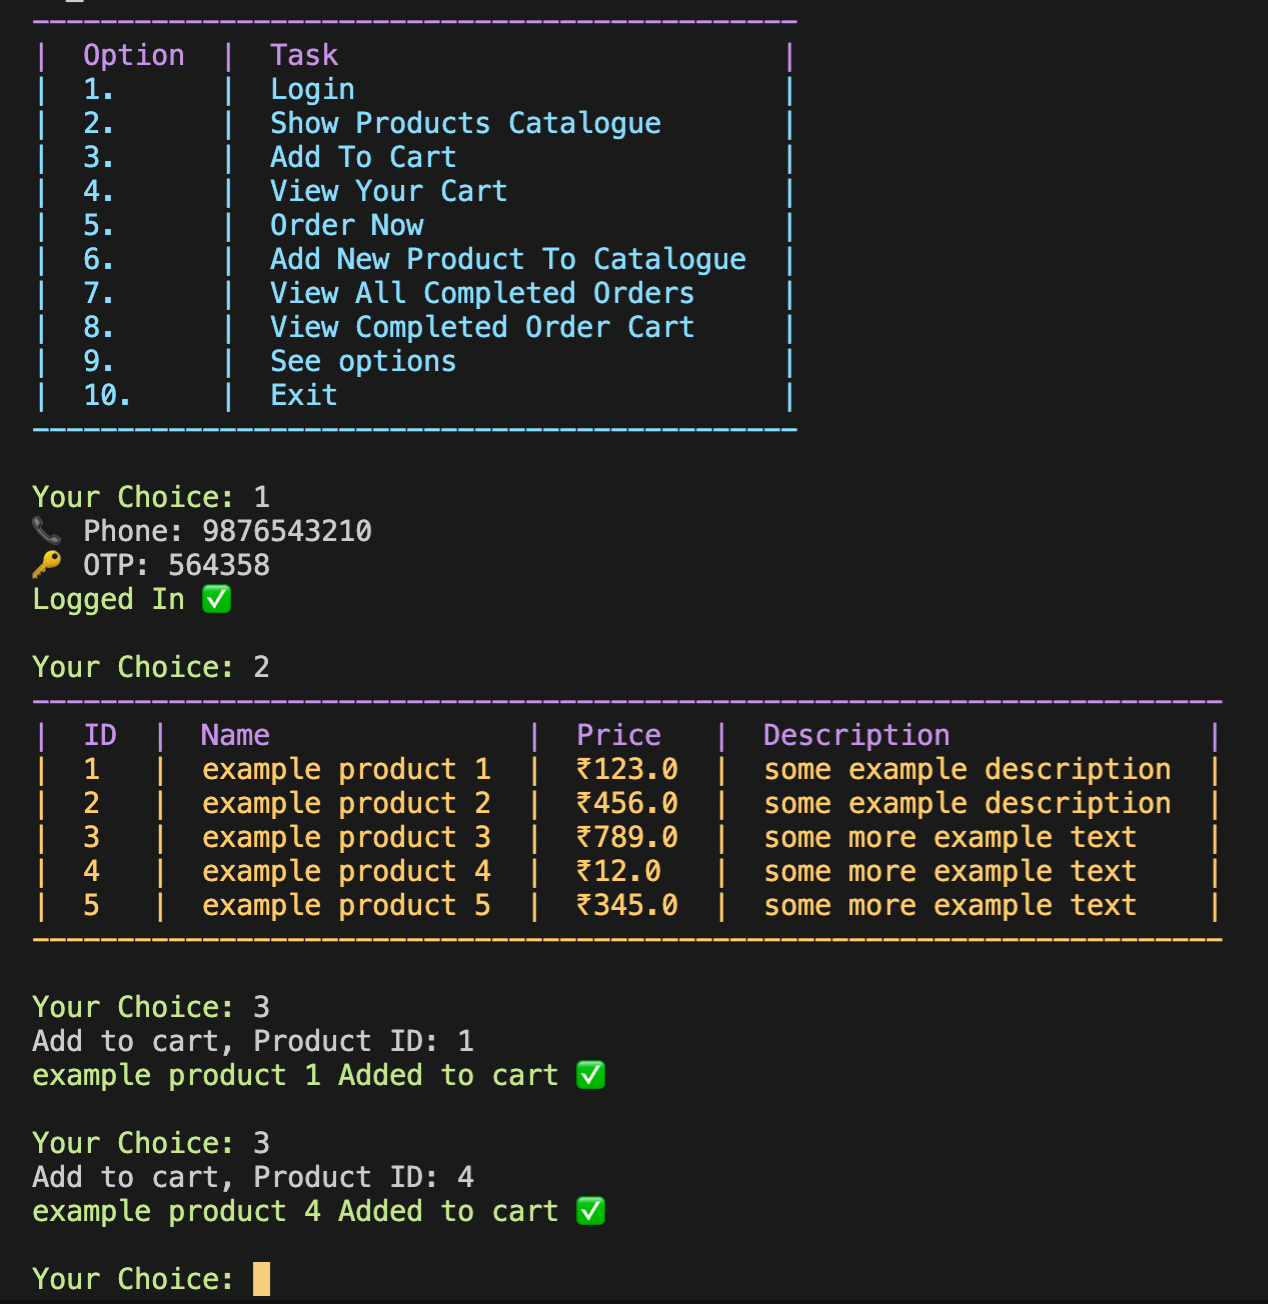 | Option | Task |
| 1. | Login |
| 2. | Show Products Catalogue |
| 3. | Add To Cart |
| 4. | View Your Cart |
| 5. | Order Now |
| 6. | Add New Product To Catalogue |
| 7. | View All Completed Orders |
| 8. | View Completed Order Cart |
| 9. | See options |
| 10. | Exit |
Your Choice: 1
📞 Phone: 9876543210
🔑 OTP: 564358
Logged In ✅
Your Choice: 2
| ID | Name | Price | Description |
| 1 | example product 1 | ₹123.0 | some example description |
| 2 | example product 2 | ₹456.0 | some example description |
| 3 | example product 3 | ₹789.0 | some more example text |
| 4 | example product 4 | ₹12.0 | some more example text |
| 5 | example product 5 | ₹345.0 | some more example text |
Your Choice: 3
Add to cart, Product ID: 1
example product 1 Added to cart ✅
Your Choice: 3
Add to cart, Product ID: 4
example product 4 Added to cart ✅
Your Choice: